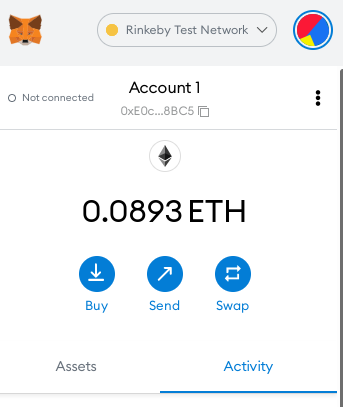 Rinkeby Test Network
Not connected
Account 1
0xE0c...8BC5
0.0893 ETH
Buy
Send
Swap
Assets
Activity